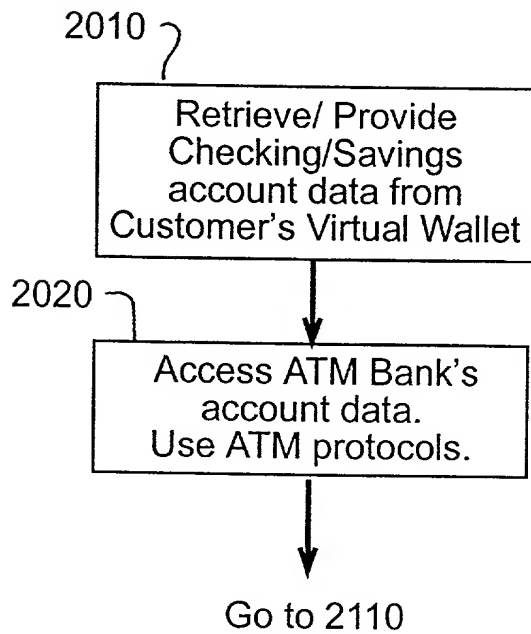 2010
Retrieve/ Provide
Checking/Savings
account data from
Customer's Virtual Wallet
2020
Access ATM Bank's
account data.
Use ATM protocols.
Go to 2110